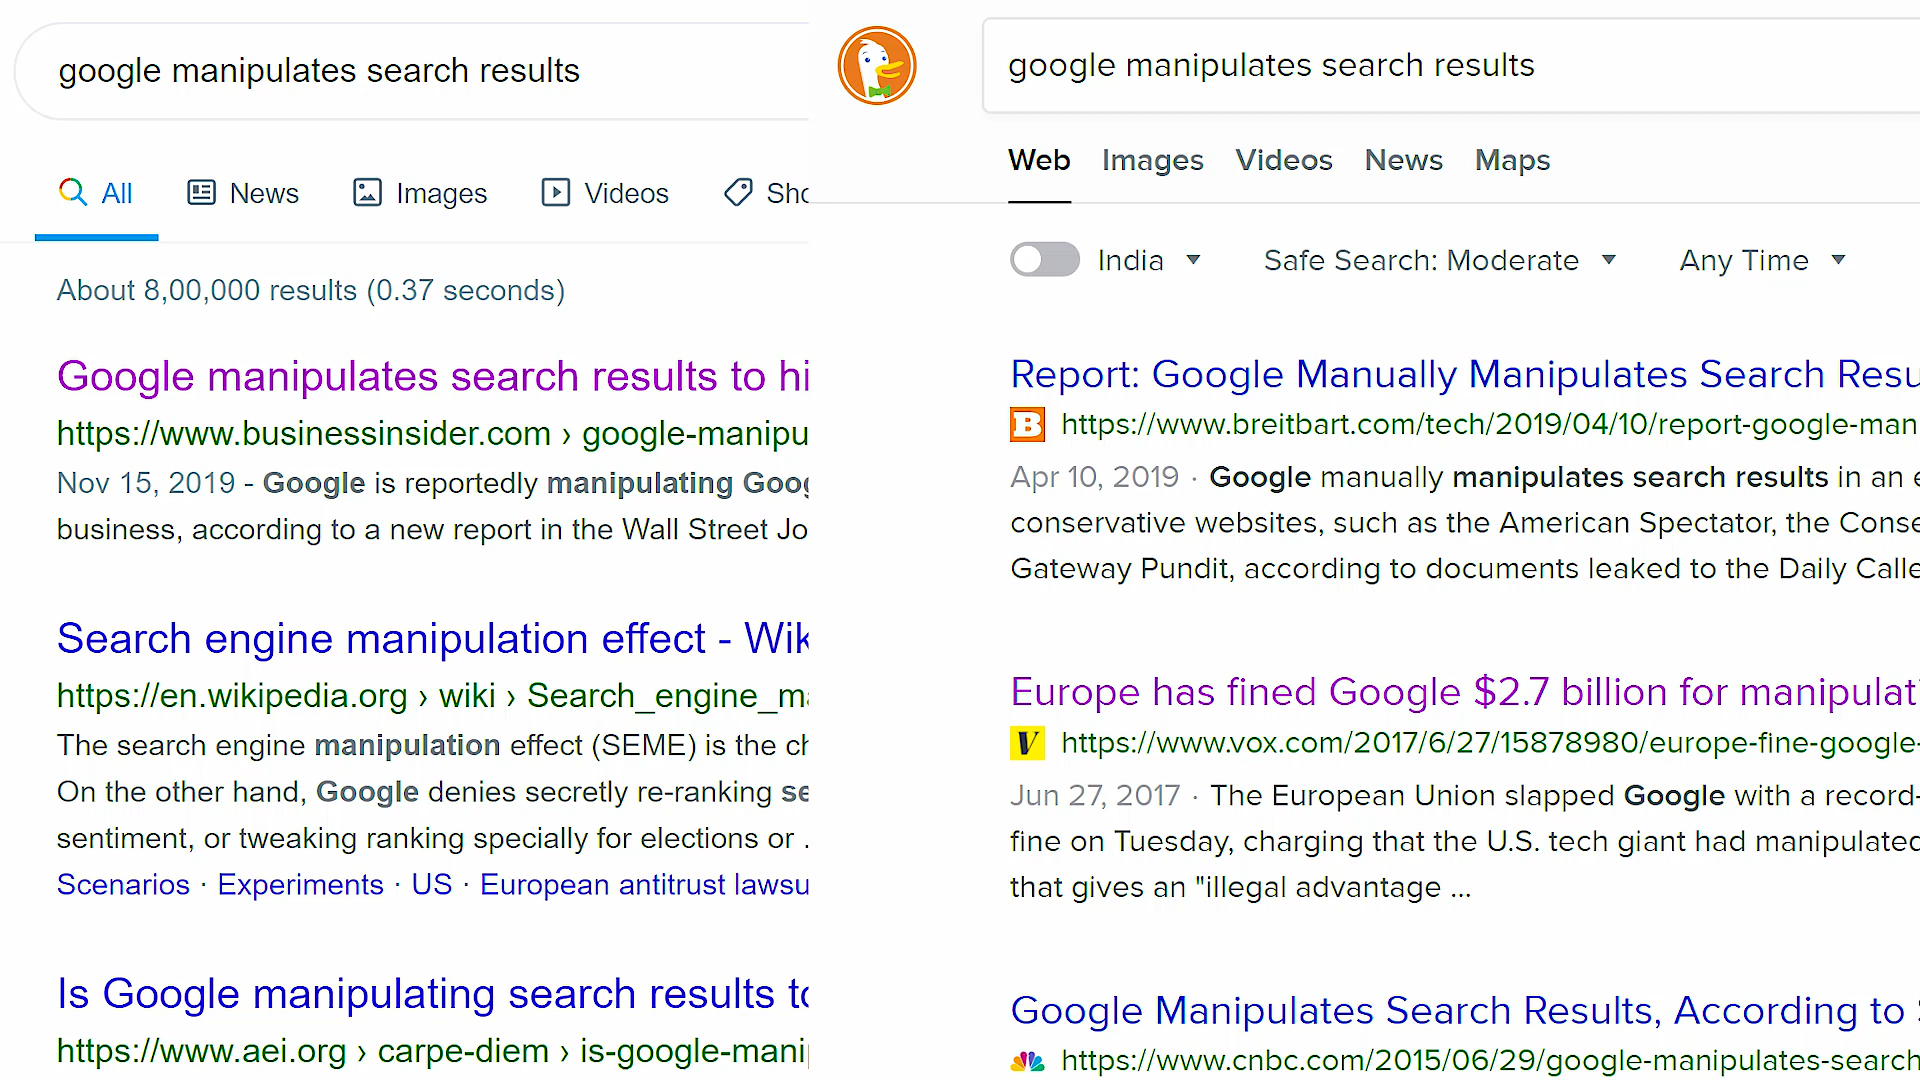 google manipulates search results
All News Images Videos
About 8,00,000 results (0.37 seconds)
Google manipulates search results to
https://www.businessinsider.com › google-manipu
Nov 15, 2019 - Google is reportedly manipulating
business, according to a new report in the Wall Street
Search engine manipulation effect -
https://en.wikipedia.org › wiki › Search_engine_
The search engine manipulation effect (SEME) is the
On the other hand, Google denies secretly re-ranking
sentiment, or tweaking ranking specially for elections or
Scenarios · Experiments · US · European antitrust
Is Google manipulating search results
https://www.aei.org › carpe-diem › is-google-mani
google manipulates search results
Web Images Videos News Maps
India Safe Search: Moderate Any Time
Report: Google Manually Manipulates Search
B https://www.breitbart.com/tech/2019/04/10/report-google-man
Apr 10, 2019 · Google manually manipulates search results in an
conservative websites, such as the American Spectator, the
Gateway Pundit, according to documents leaked to the Daily
Europe has fined Google $2.7 billion for
V https://www.vox.com/2017/6/27/15878980/europe-fine-google-
Jun 27, 2017 · The European Union slapped Google with a record-
fine on Tuesday, charging that the U.S. tech giant had manipulated
that gives an "illegal advantage ...
Google Manipulates Search Results, According to
https://www.cnbc.com/2015/06/29/google-manipulates-search